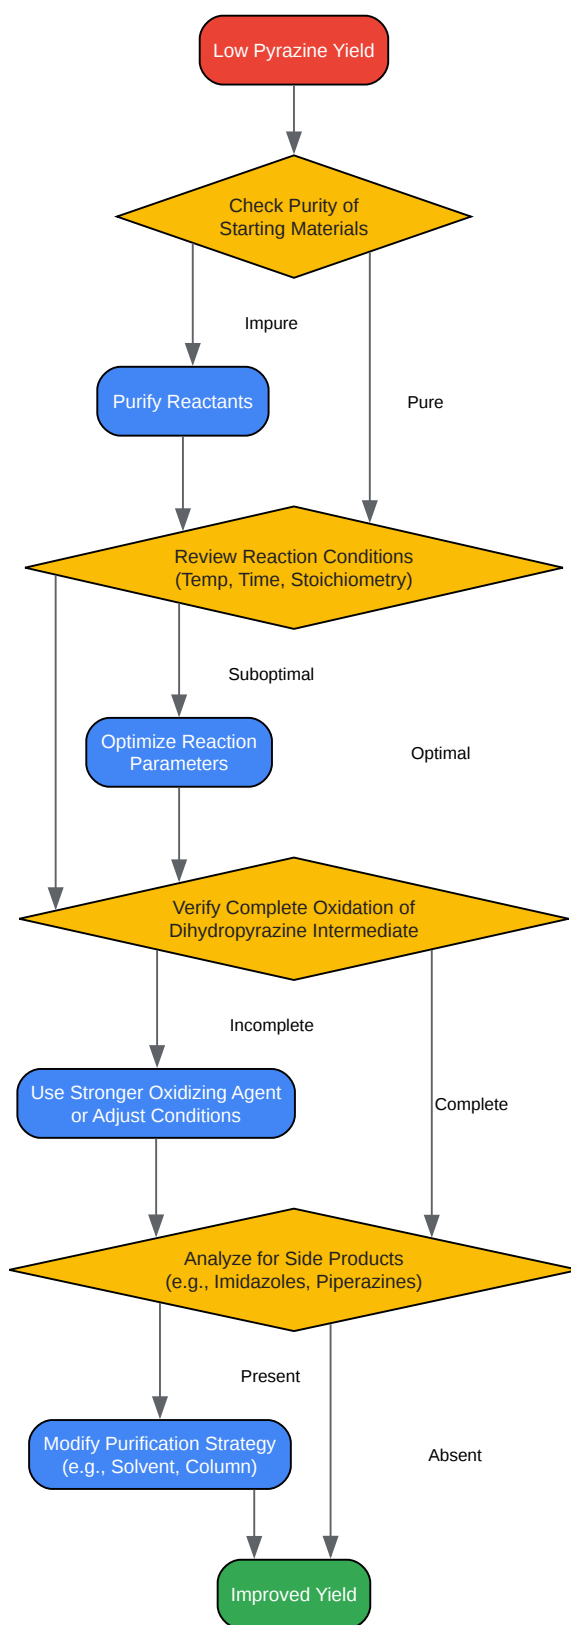 Low Pyrazine Yield
Check Purity of
Starting Materials
Impure
Purify Reactants
Pure
Review Reaction Conditions
(Temp, Time, Stoichiometry)
Suboptimal
Optimize Reaction
Parameters
Optimal
Verify Complete Oxidation of
Dihydropyrazine Intermediate
Incomplete
Use Stronger Oxidizing Agent
or Adjust Conditions
Complete
Analyze for Side Products
(e.g., Imidazoles, Piperazines)
Present
Modify Purification Strategy
(e.g., Solvent, Column)
Absent
Improved Yield